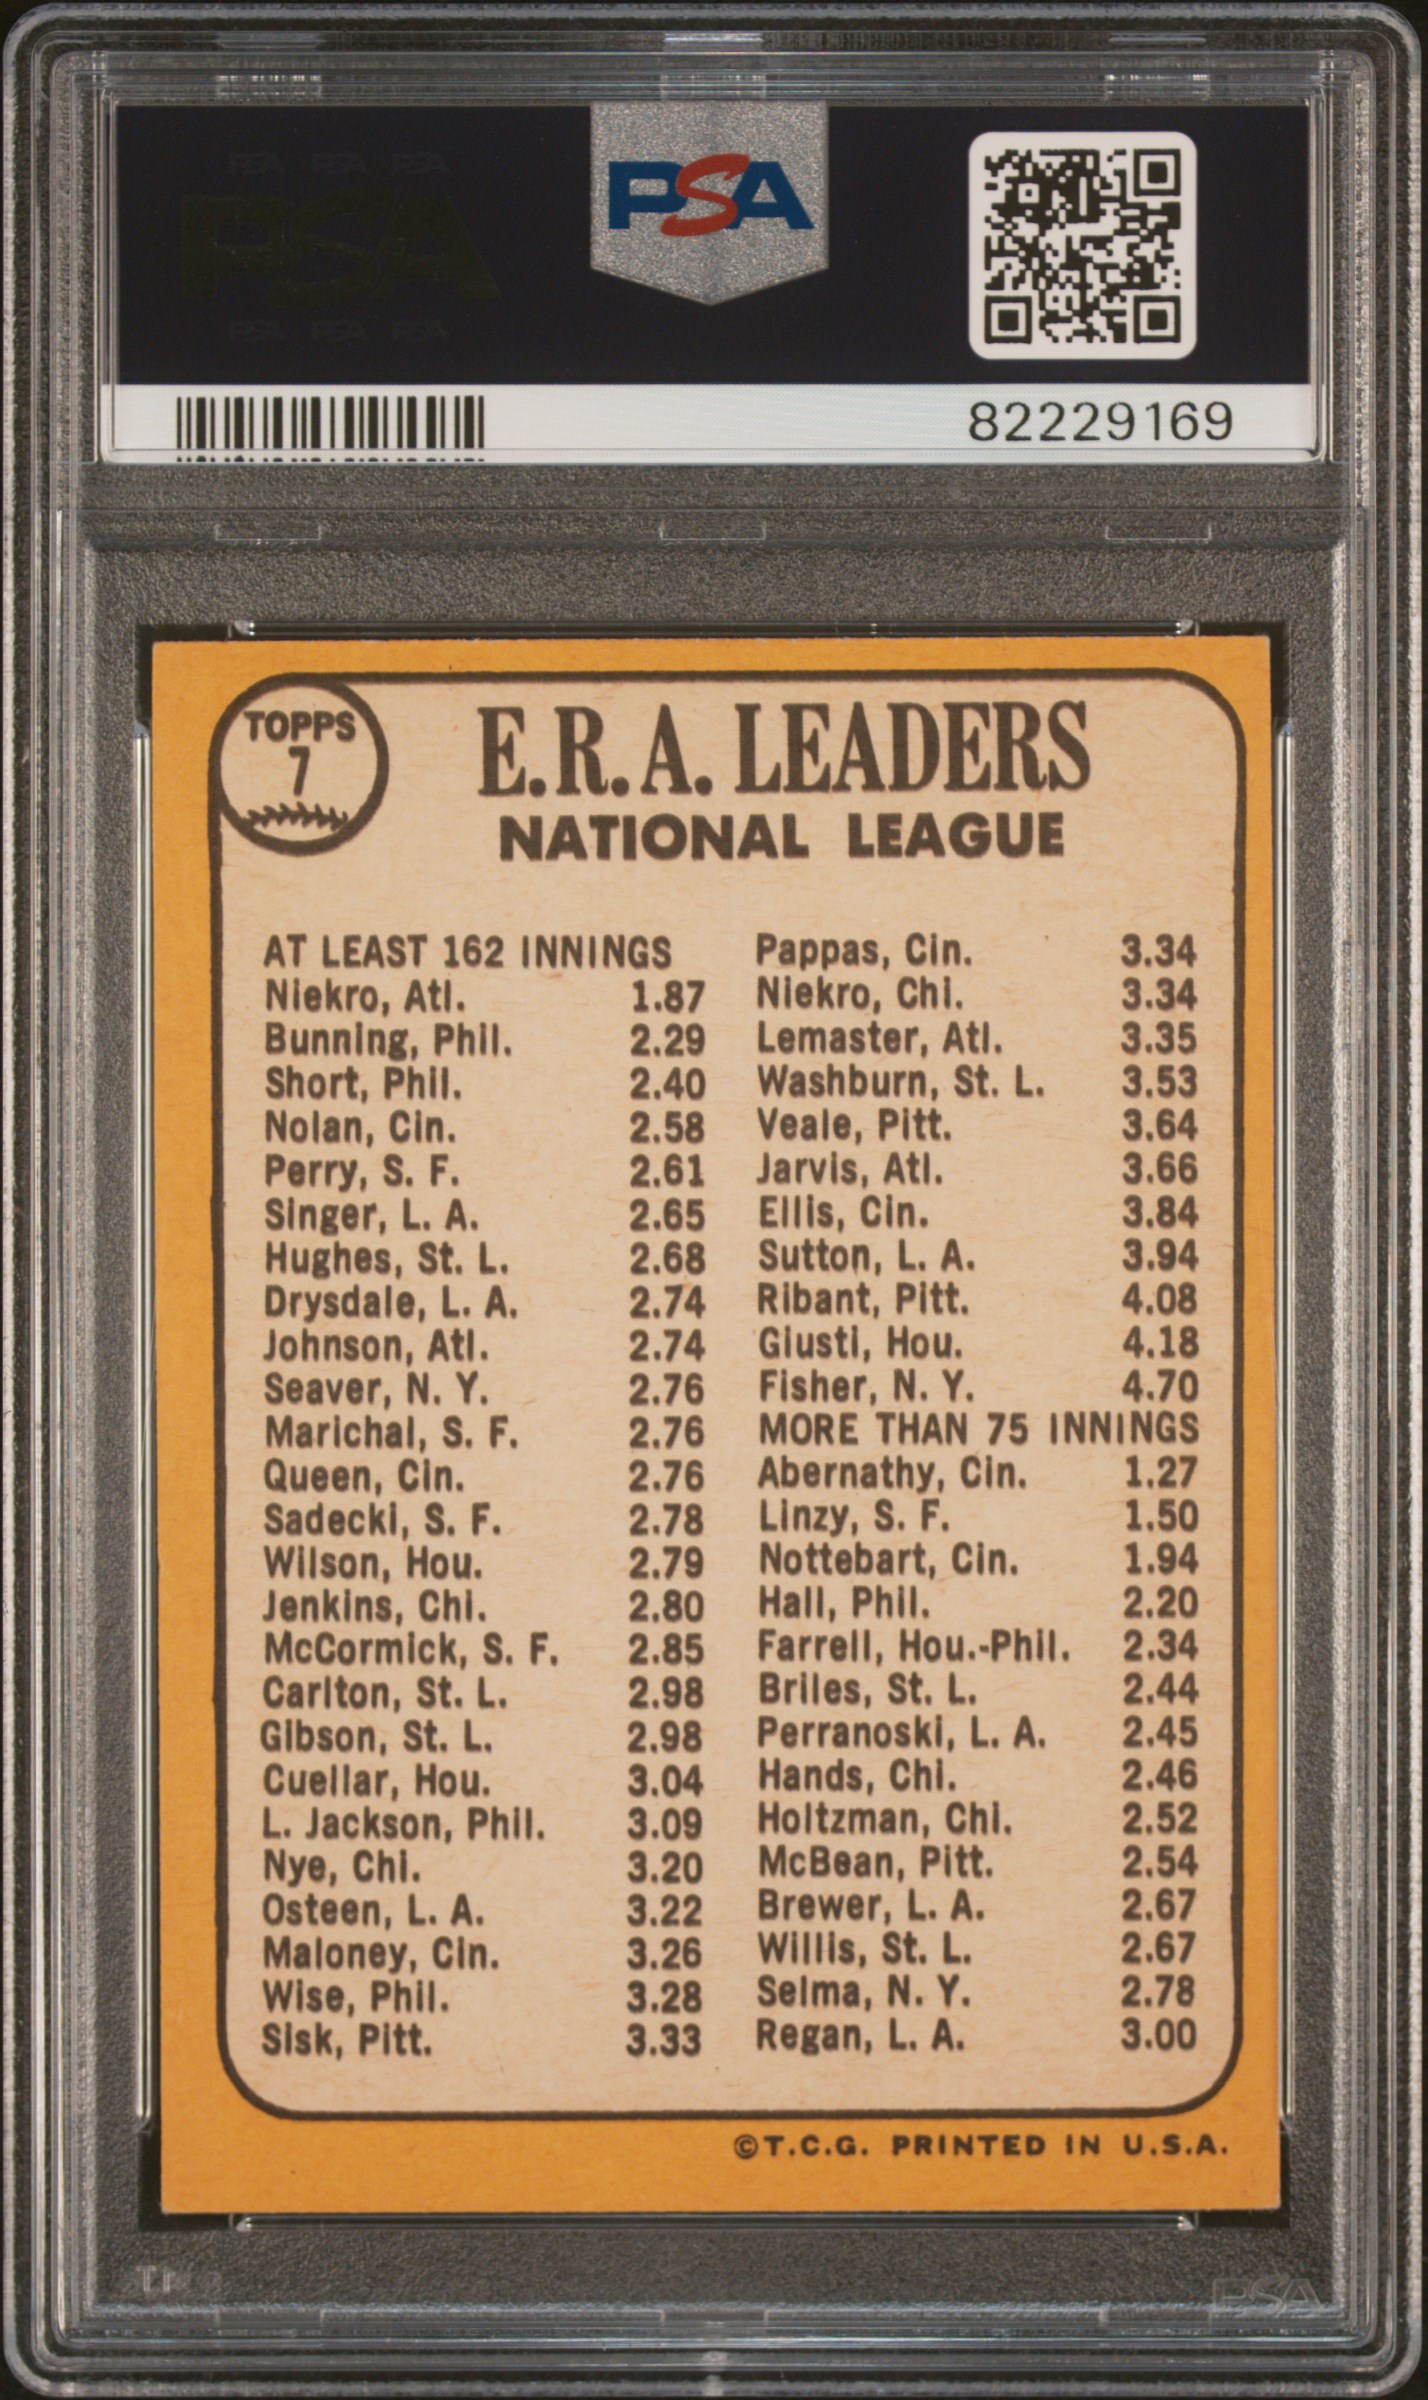 PSA
82229169
TOPPS
7
E.R.A. LEADERS
NATIONAL LEAGUE
AT LEAST 162 INNINGS
Niekro, Atl. 1.87
Bunning, Phil. 2.29
Short, Phil. 2.40
Nolan, Cin. 2.58
Perry, S. F. 2.61
Singer, L. A. 2.65
Hughes, St. L. 2.68
Drysdale, L. A. 2.74
Johnson, Atl. 2.74
Seaver, N. Y. 2.76
Marichal, S. F. 2.76
Queen, Cin. 2.76
Sadecki, S. F. 2.78
Wilson, Hou. 2.79
Jenkins, Chi. 2.80
McCormick, S. F. 2.85
Carlton, St. L. 2.98
Gibson, St. L. 2.98
Cuellar, Hou. 3.04
L. Jackson, Phil. 3.09
Nye, Chi. 3.20
Osteen, L. A. 3.22
Maloney, Cin. 3.26
Wise, Phil. 3.28
Sisk, Pitt. 3.33
Pappas, Cin. 3.34
Niekro, Chi. 3.34
Lemaster, Atl. 3.35
Washburn, St. L. 3.53
Veale, Pitt. 3.64
Jarvis, Atl. 3.66
Ellis, Cin. 3.84
Sutton, L. A. 3.94
Ribant, Pitt. 4.08
Giusti, Hou. 4.18
Fisher, N. Y. 4.70
MORE THAN 75 INNINGS
Abernathy, Cin. 1.27
Linzy, S. F. 1.50
Nottebart, Cin. 1.94
Hall, Phil. 2.20
Farrell, Hou.-Phil. 2.34
Briles, St. L. 2.44
Perranoski, L. A. 2.45
Hands, Chi. 2.46
Holtzman, Chi. 2.52
McBean, Pitt. 2.54
Brewer, L. A. 2.67
Willis, St. L. 2.67
Selma, N. Y. 2.78
Regan, L. A. 3.00
©T.C.G. PRINTED IN U.S.A.
PSA